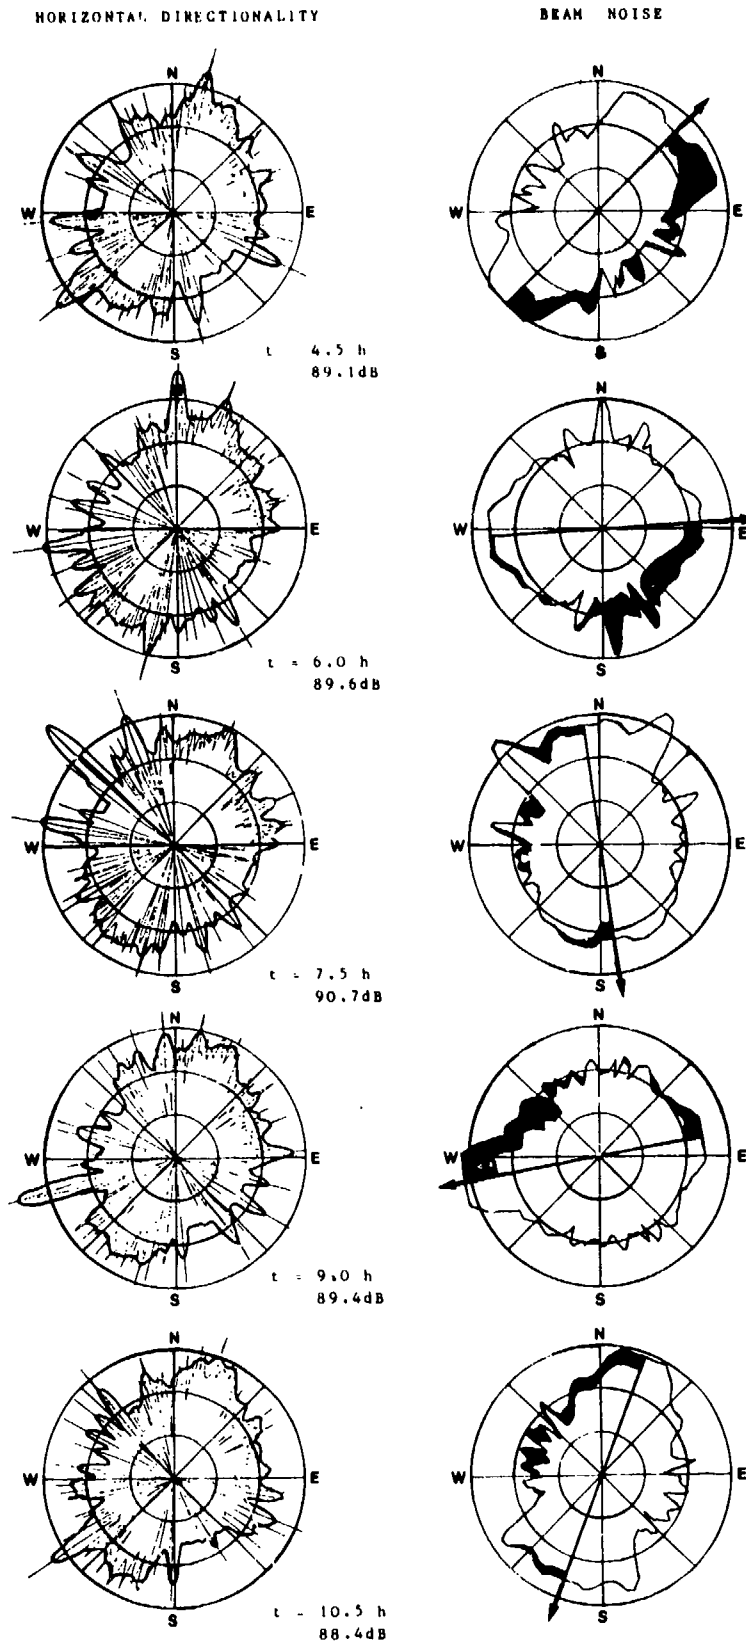 HORIZONTAL DIRECTIONALITY
BEAM NOISE
N
N
W
E
W
E
S
S
t 4.5 h
89.1dB
N
N
W
E
W
E
S
S
t = 6.0 h
89.6dB
N
N
W
E
W
E
S
S
t = 7.5 h
90.7dB
N
N
W
E
W
E
S
S
t = 9.0 h
89.4dB
N
N
W
E
W
E
S
S
t = 10.5 h
88.4dB